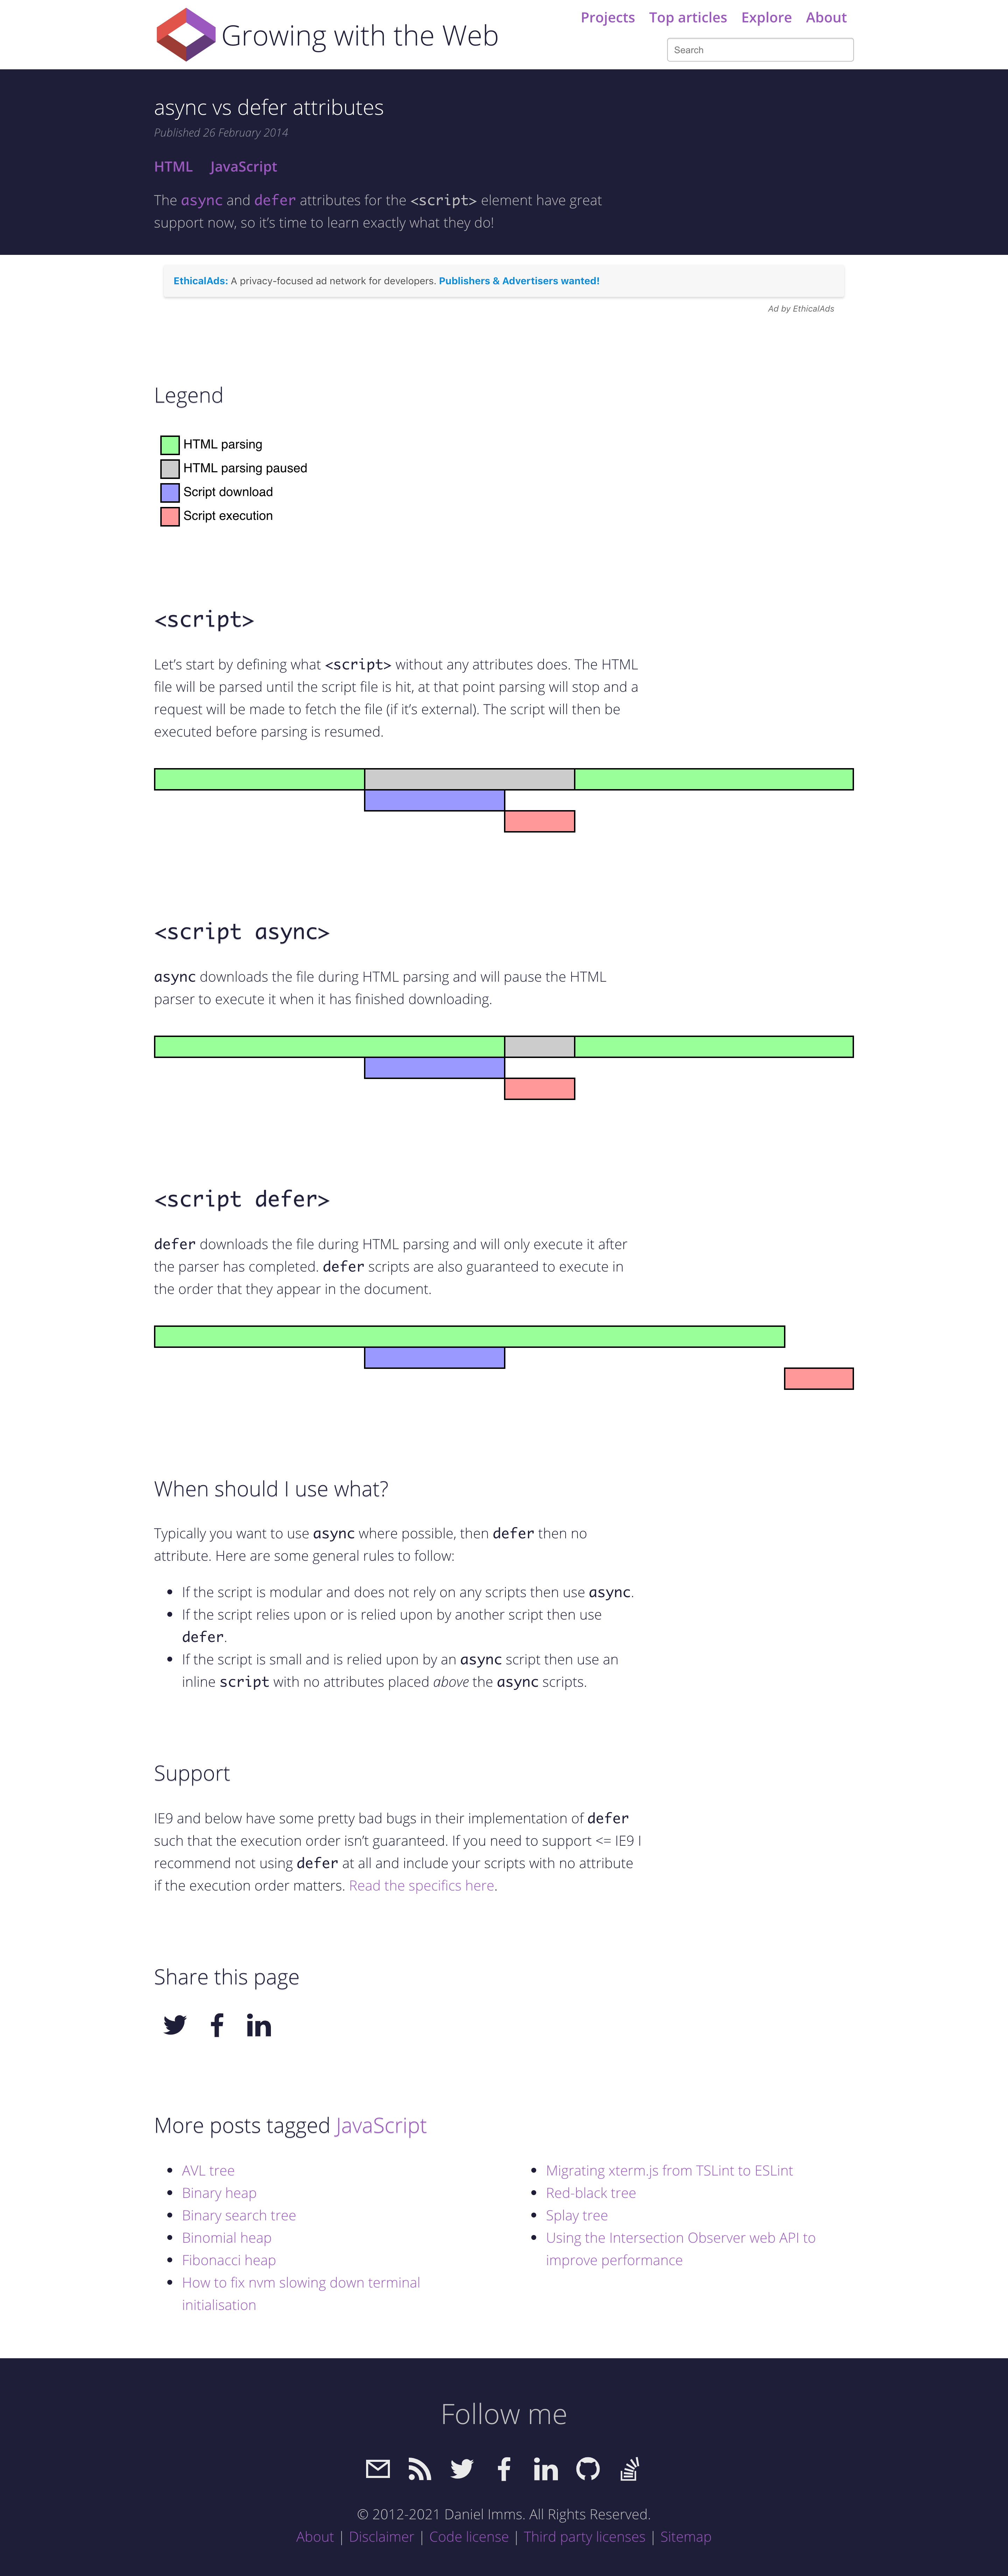 Growing with the Web
Projects Top articles Explore About
Search
async vs defer attributes
Published 26 February 2014
HTML JavaScript
The async and defer attributes for the <script> element have great
support now, so it’s time to learn exactly what they do!
EthicalAds: A privacy-focused ad network for developers. Publishers & Advertisers wanted!
Ad by EthicalAds
Legend
HTML parsing
HTML parsing paused
Script download
Script execution
<script>
Let’s start by defining what <script> without any attributes does. The HTML
file will be parsed until the script file is hit, at that point parsing will stop and a
request will be made to fetch the file (if it’s external). The script will then be
executed before parsing is resumed.
<script async>
async downloads the file during HTML parsing and will pause the HTML
parser to execute it when it has finished downloading.
<script defer>
defer downloads the file during HTML parsing and will only execute it after
the parser has completed. defer scripts are also guaranteed to execute in
the order that they appear in the document.
When should I use what?
Typically you want to use async where possible, then defer then no
attribute. Here are some general rules to follow:
• If the script is modular and does not rely on any scripts then use async.
• If the script relies upon or is relied upon by another script then use
defer.
• If the script is small and is relied upon by an async script then use an
inline script with no attributes placed above the async scripts.
Support
IE9 and below have some pretty bad bugs in their implementation of defer
such that the execution order isn’t guaranteed. If you need to support <= IE9 I
recommend not using defer at all and include your scripts with no attribute
if the execution order matters. Read the specifics here.
Share this page
More posts tagged JavaScript
• AVL tree
• Binary heap
• Binary search tree
• Binomial heap
• Fibonacci heap
• How to fix nvm slowing down terminal
initialisation
• Migrating xterm.js from TSLint to ESLint
• Red-black tree
• Splay tree
• Using the Intersection Observer web API to
improve performance
Follow me
© 2012-2021 Daniel Imms. All Rights Reserved.
About | Disclaimer | Code license | Third party licenses | Sitemap